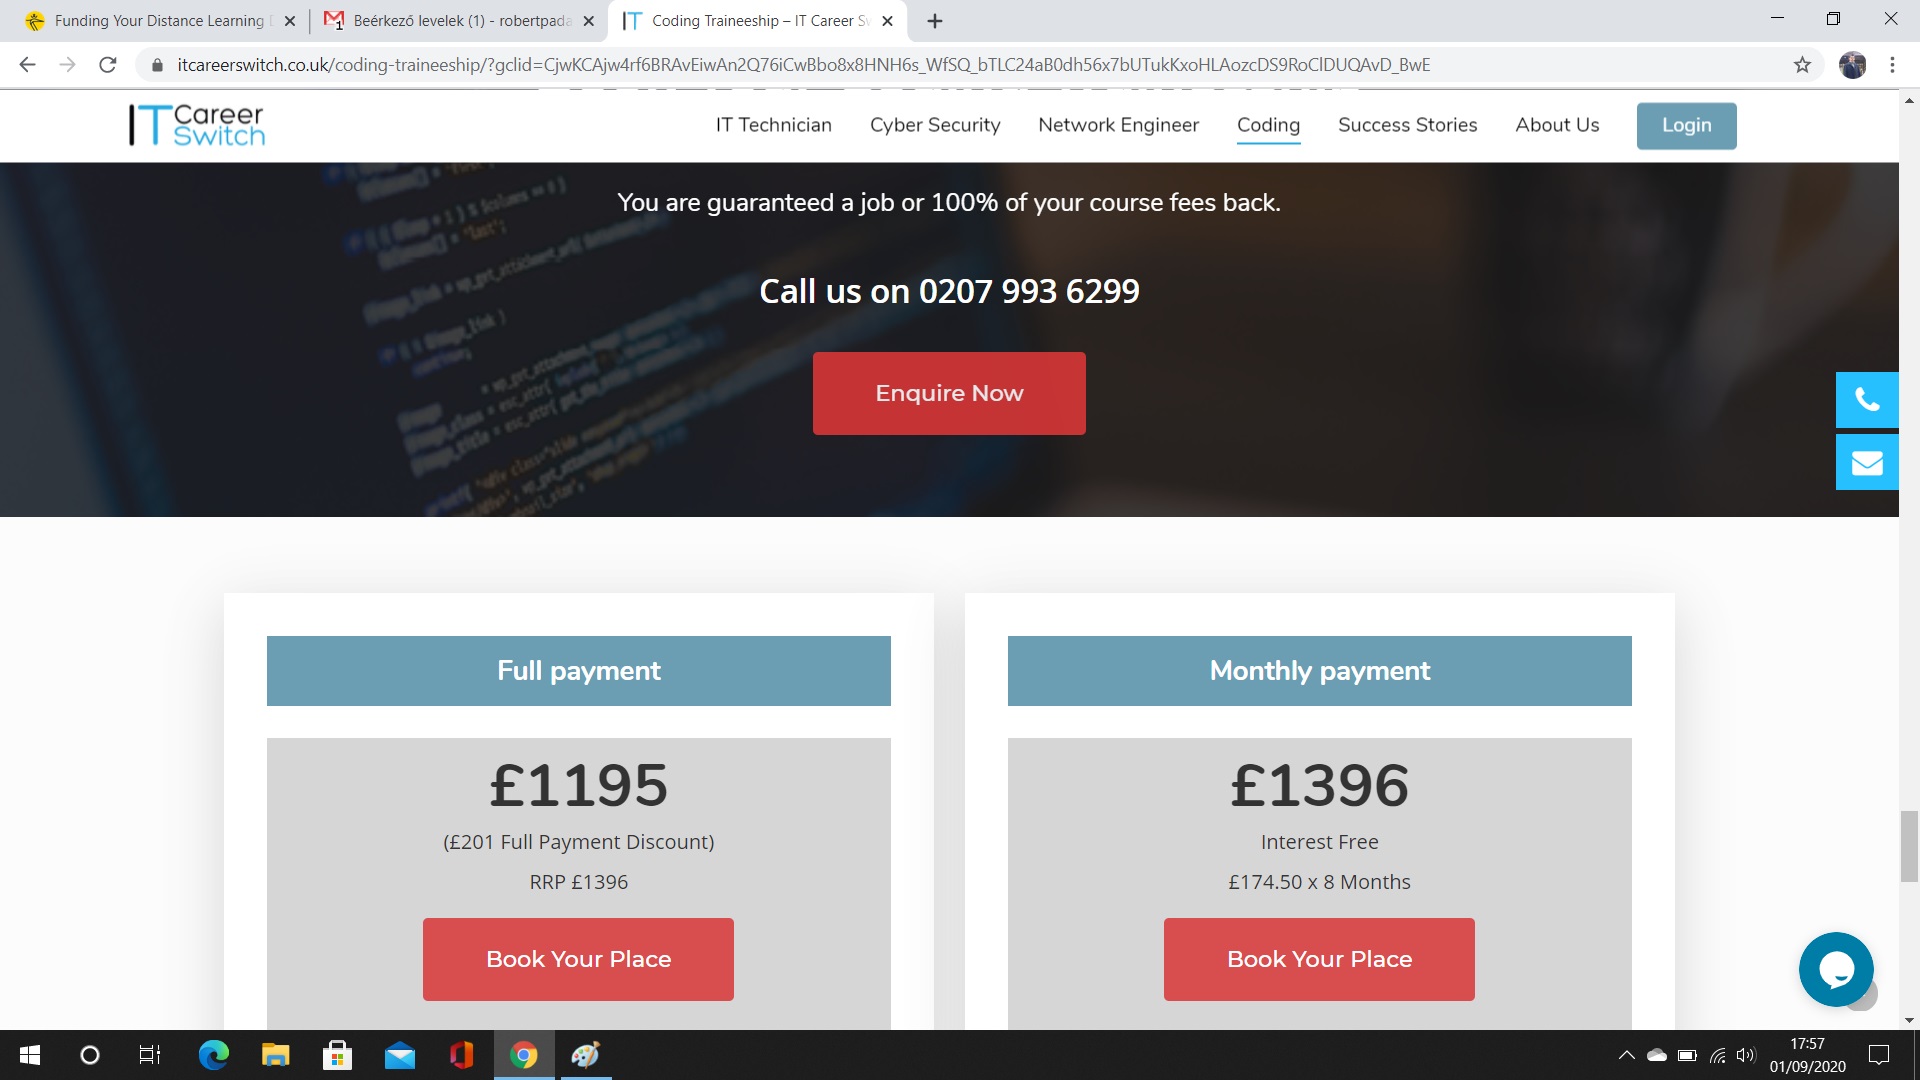 Funding Your Distance Learning
Beérkező levelek (1) - robertpada
Coding Traineeship – IT Career S
itcareerswitch.co.uk/coding-traineeship/?gclid=CjwKCAjw4rf6BRAvEiwAn2Q76iCwBbo8x8HNH6s_WfSQ_bTLC24aB0dh56x7bUTukKxoHLAozcDS9RoClDUQAvD_BwE
IT Career Switch
IT Technician
Cyber Security
Network Engineer
Coding
Success Stories
About Us
Login
You are guaranteed a job or 100% of your course fees back.
Call us on 0207 993 6299
Enquire Now
Full payment
£1195
(£201 Full Payment Discount)
RRP £1396
Book Your Place
Monthly payment
£1396
Interest Free
£174.50 x 8 Months
Book Your Place
17:57
01/09/2020